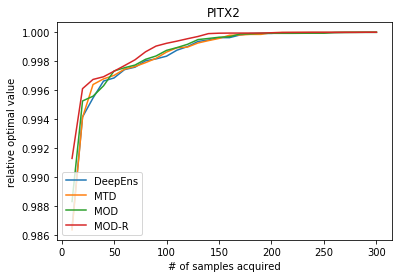 PITX2
relative optimal value
1.000
0.998
0.996
0.994
0.992
0.990
0.988
0.986
DeepEns
MTD
MOD
MOD-R
0 50 100 150 200 250 300
# of samples acquired